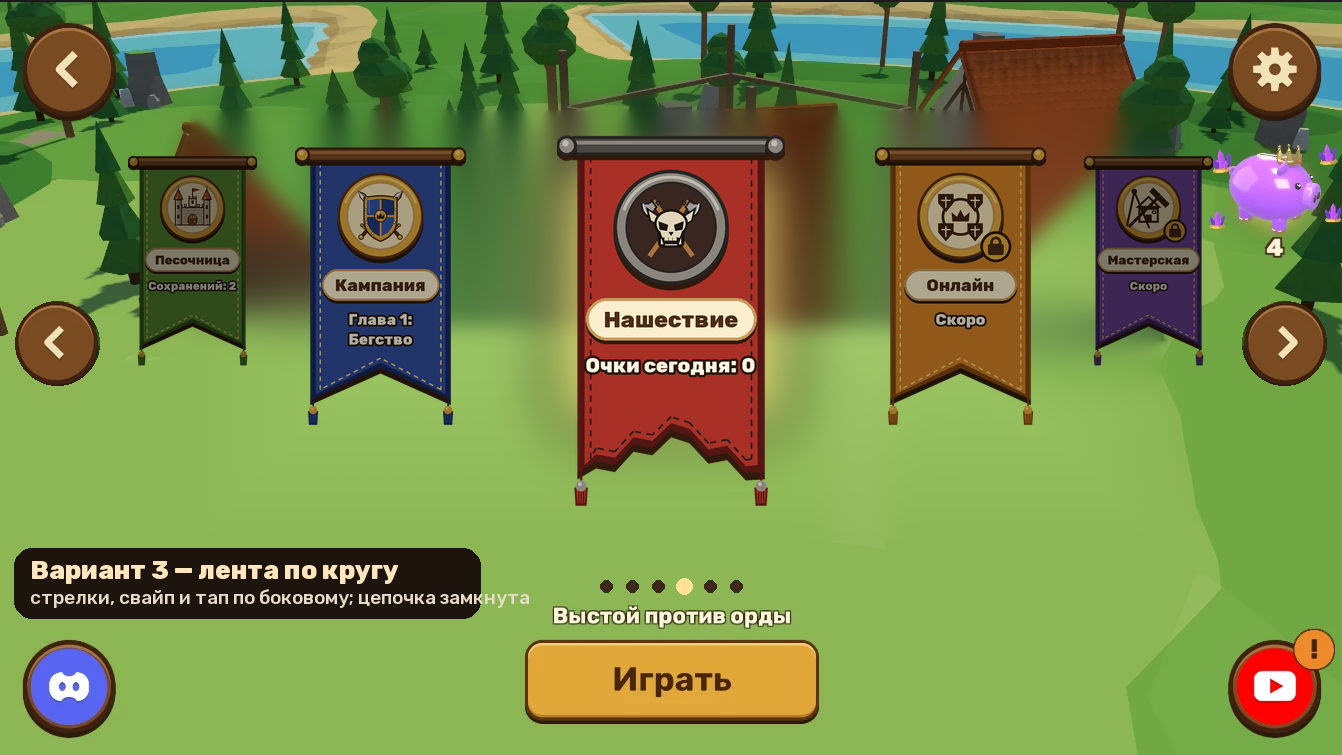 Песочница
Сохранений: 2
Кампания
Глава 1:
Бегство
Нашествие
Очки сегодня: 0
Онлайн
Скоро
Мастерская
Скоро
4
Вариант 3 — лента по кругу
стрелки, свайп и тап по боковому; цепочка замкнута
Выстой против орды
Играть
!